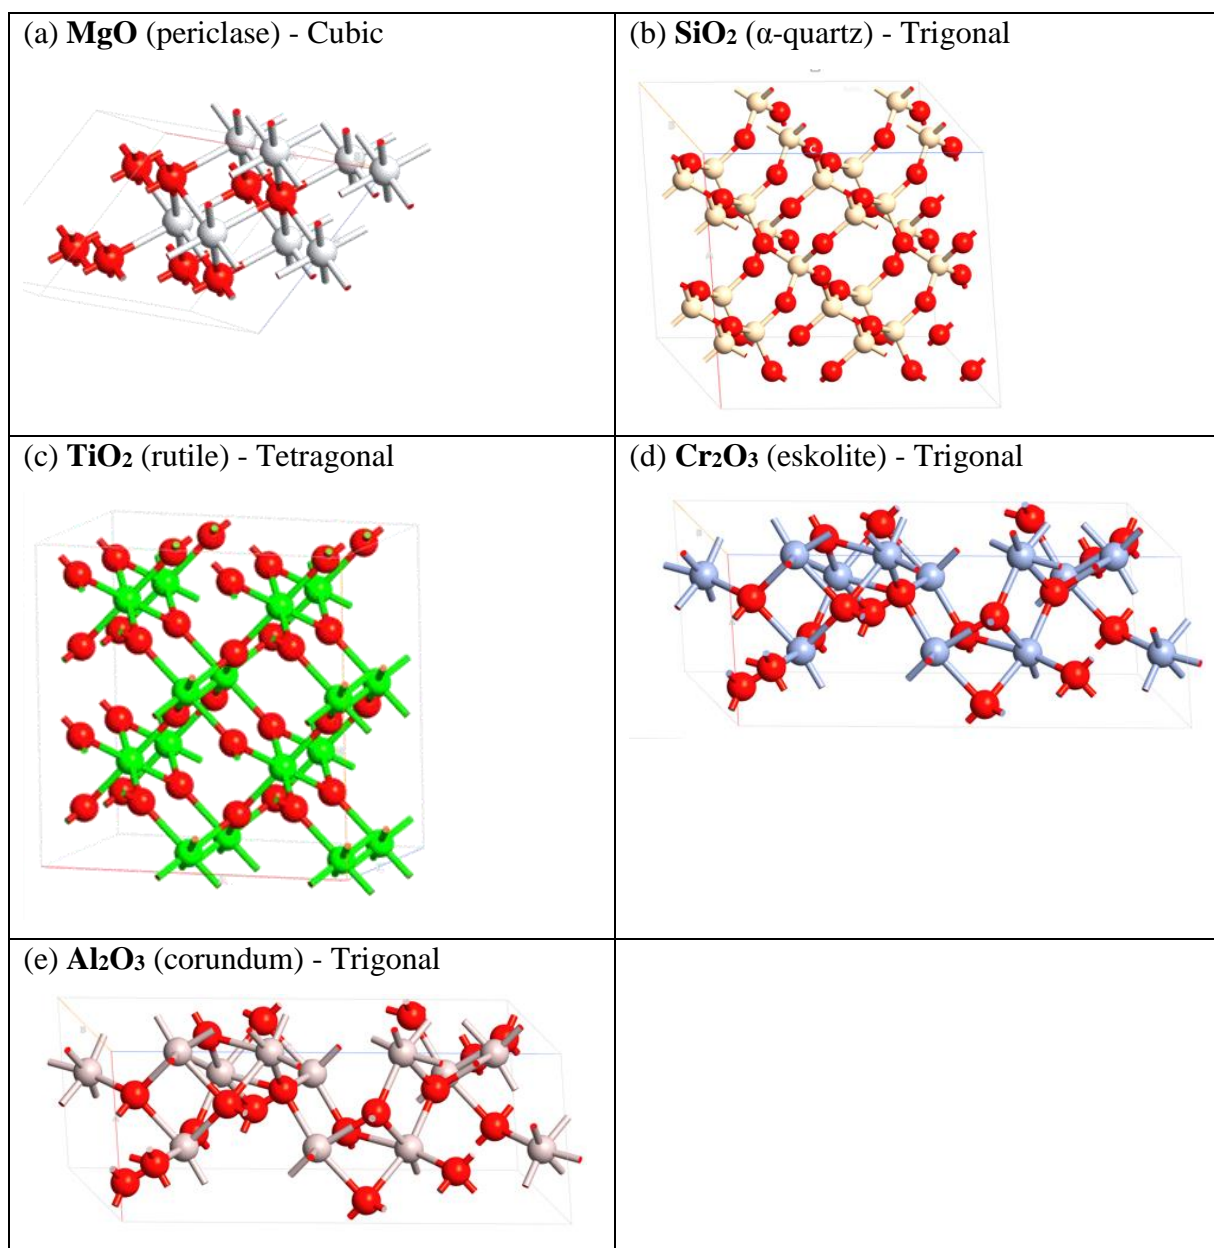 (a) MgO (periclase) - Cubic
(b) SiO₂ (α-quartz) - Trigonal
(c) TiO₂ (rutile) - Tetragonal
(d) Cr₂O₃ (eskolite) - Trigonal
(e) Al₂O₃ (corundum) - Trigonal